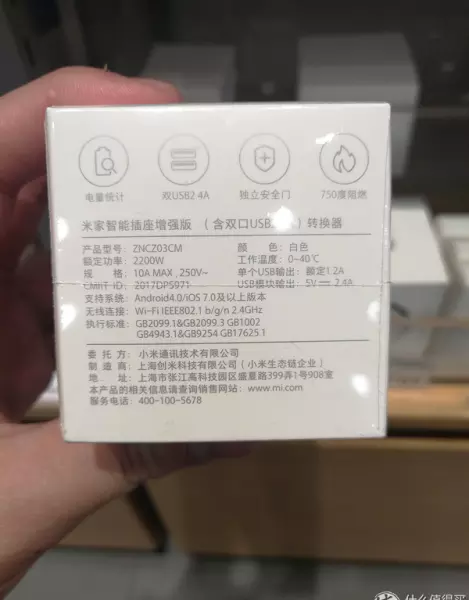 电量统计 双USB2.4A 独立安全门 750度阻燃
米家智能插座增强版 (含双口USB ) 转换器
产品型号: ZNCZ03CM 颜 色: 白色
额定功率: 2200W 工作温度: 0~40℃
规 格: 10A MAX, 250V~ 单个USB输出: 额定1.2A
CMIIT ID: 2017DP5971 USB模块输出: 5V⎓2.4A
支持系统: Android4.0/iOS 7.0及以上版本
无线连接: Wi-Fi IEEE802.1 b/g/n 2.4GHz
执行标准: GB2099.1&GB2099.3 GB1002
GB4943.1&GB9254 GB17625.1
委 托 方: 小米通讯技术有限公司
制 造 商: 上海创米科技有限公司 (小米生态链企业)
地 址: 上海市张江高科技园区盛夏路399弄1号908室
本产品的相关信息请查询销售网站: www.mi.com
服务电话: 400-100-5678
什么值得买